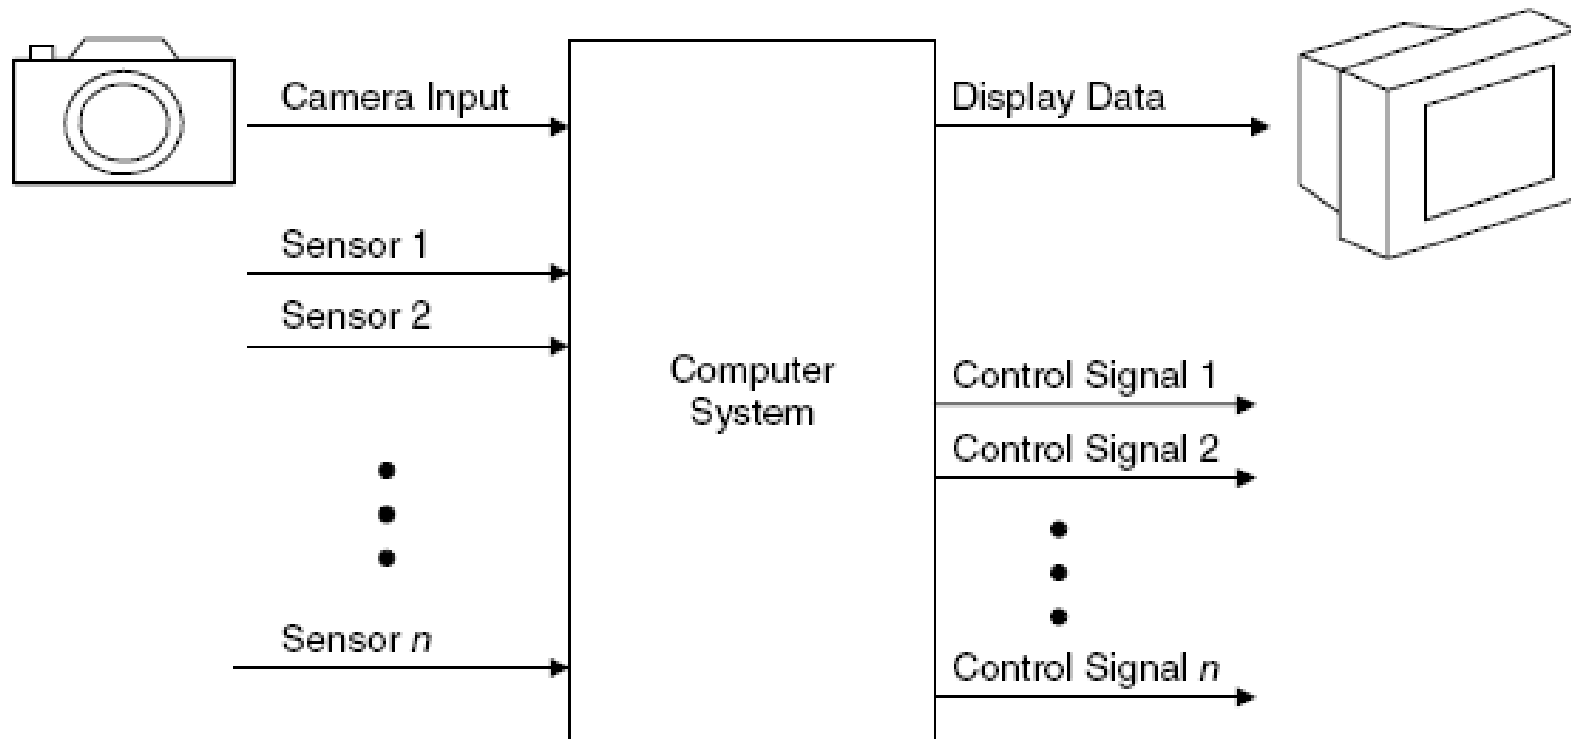 Camera Input
Display Data
Sensor 1
Sensor 2
Computer
System
Control Signal 1
Control Signal 2
Sensor n
Control Signal n